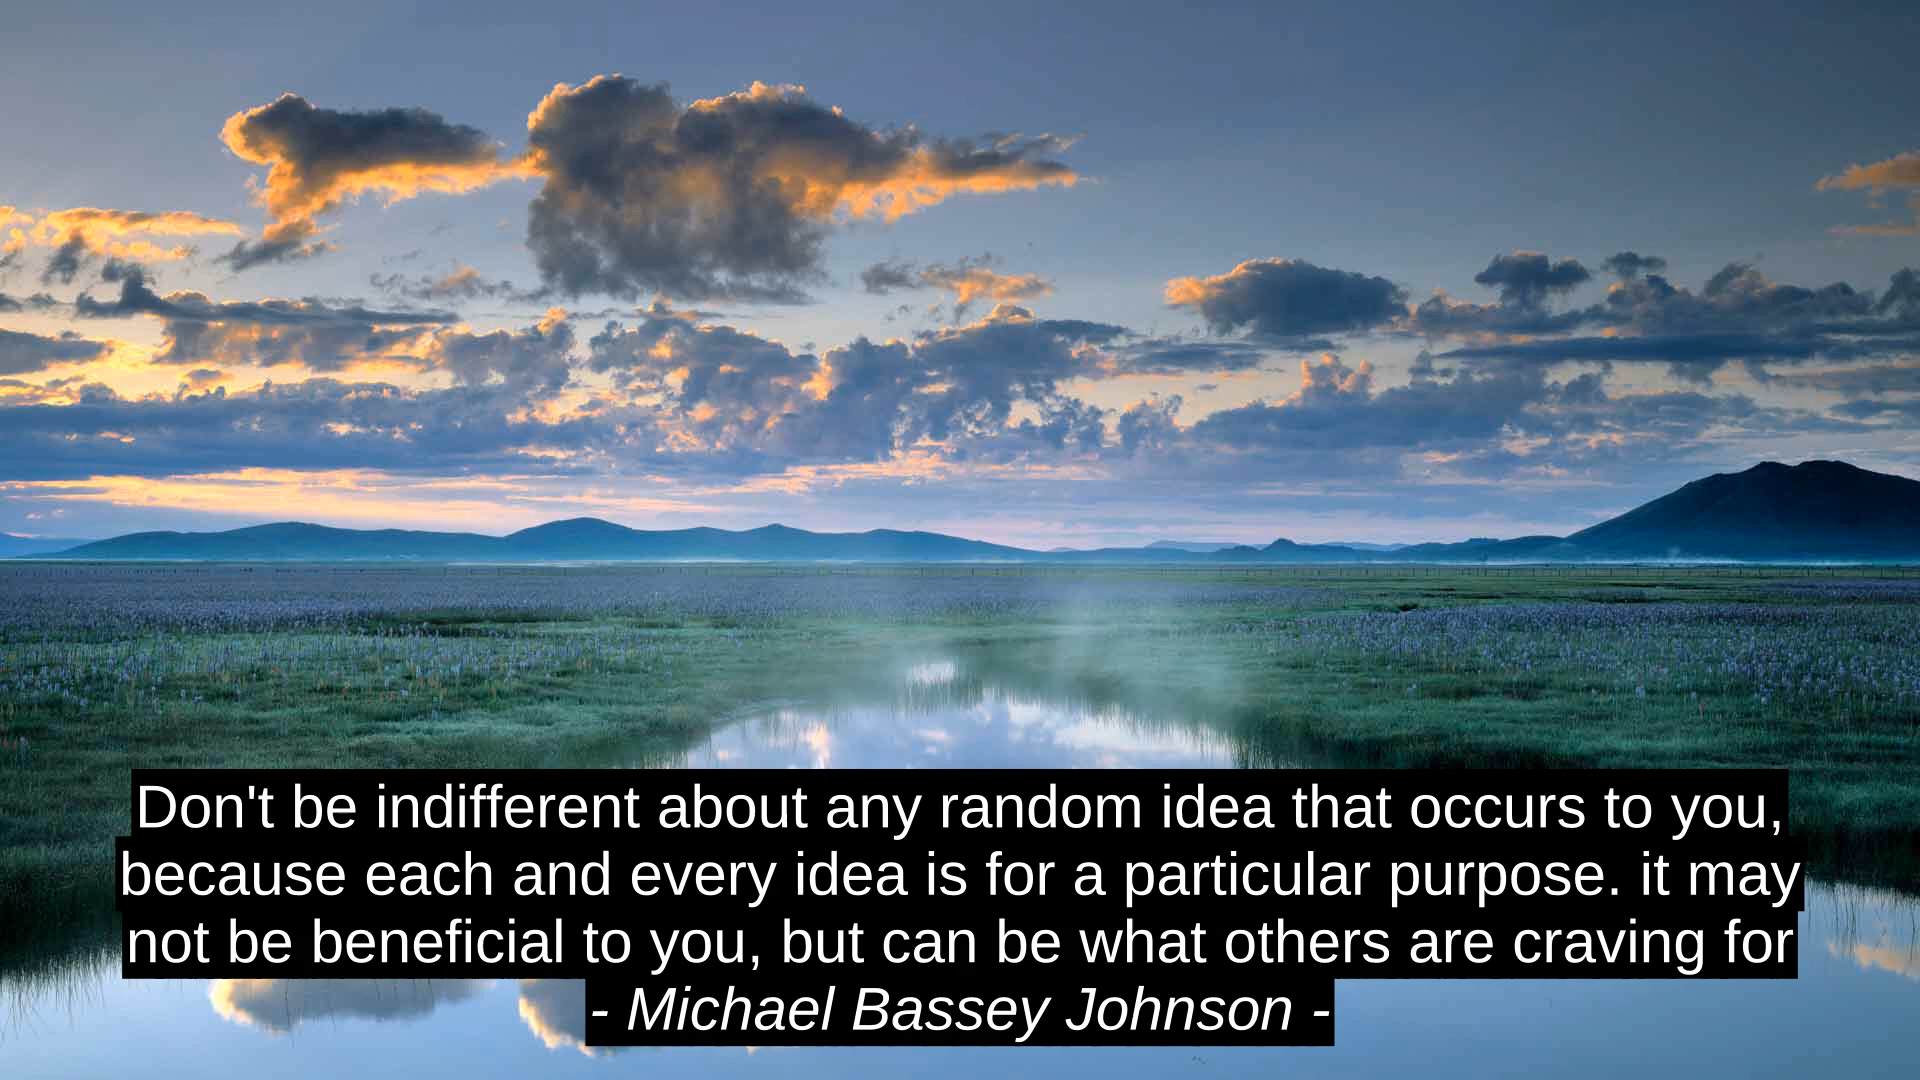 Don't be indifferent about any random idea that occurs to you,
because each and every idea is for a particular purpose. it may
not be beneficial to you, but can be what others are craving for
- Michael Bassey Johnson -